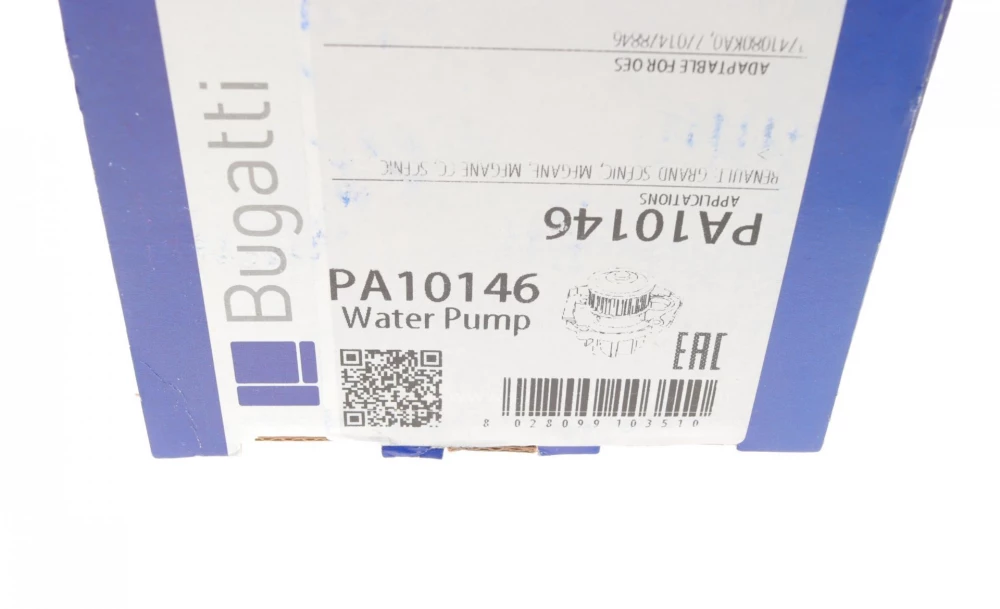 Bugatti
PA10146
Water Pump
EAC
8 028099 103510
PA10146
APPLICATIONS
RENAULT: GRAND SCENIC, MEGANE, MEGANE CC, SCENIC
ADAPTABLE FOR OES
7701478846